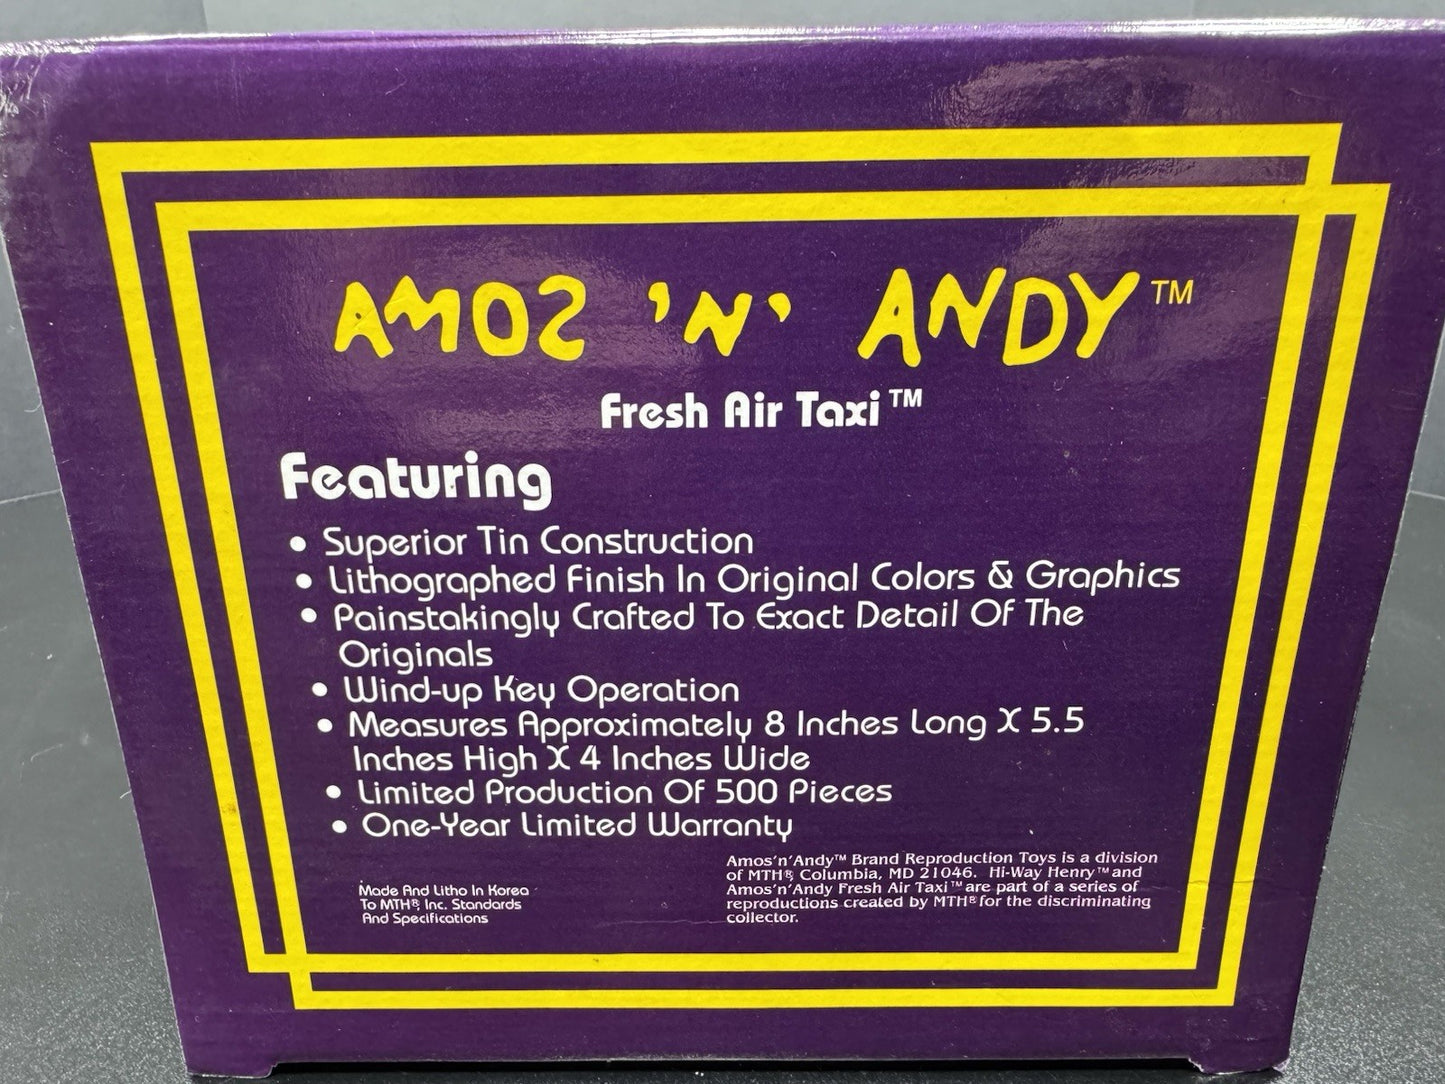 AMOS 'N' ANDY™
Fresh Air Taxi™
Featuring
• Superior Tin Construction
• Lithographed Finish In Original Colors & Graphics
• Painstakingly Crafted To Exact Detail Of The
Originals
• Wind-up Key Operation
• Measures Approximately 8 Inches Long X 5.5
Inches High X 4 Inches Wide
• Limited Production Of 500 Pieces
• One-Year Limited Warranty
Made And Litho In Korea
To MTH®, Inc. Standards
And Specifications
Amos'n'Andy™ Brand Reproduction Toys is a division
of MTH®, Columbia, MD 21046. Hi-Way Henry™ and
Amos'n'Andy Fresh Air Taxi™ are part of a series of
reproductions created by MTH® for the discriminating
collector.